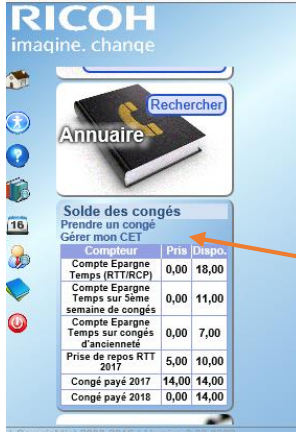 RICOH
imagine. change
Rechercher
Annuaire
16
Solde des congés
Prendre un congé
Gérer mon CET
Compteur Pris Dispo.
Compte Epargne
Temps (RTT/RCP) 0,00 18,00
Compte Epargne
Temps sur 5ème
semaine de congés 0,00 11,00
Compte Epargne
Temps sur congés
d'ancienneté 0,00 7,00
Prise de repos RTT
2017 5,00 10,00
Congé payé 2017 14,00 14,00
Congé payé 2018 0,00 14,00